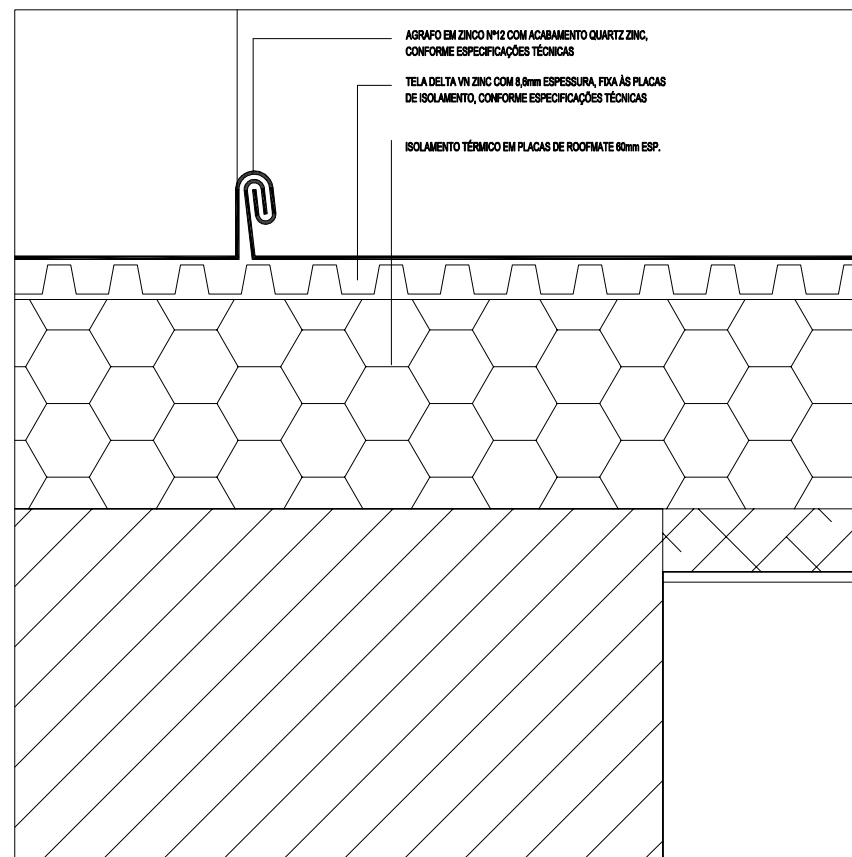 AGRAFO EM ZINCO Nº12 COM ACABAMENTO QUARTZ ZINC,
CONFORME ESPECIFICAÇÕES TÉCNICAS
TELA DELTA VN ZINC COM 8,6mm ESPESSURA, FIXA ÀS PLACAS
DE ISOLAMENTO, CONFORME ESPECIFICAÇÕES TÉCNICAS
ISOLAMENTO TÉRMICO EM PLACAS DE ROOFMATE 60mm ESP.